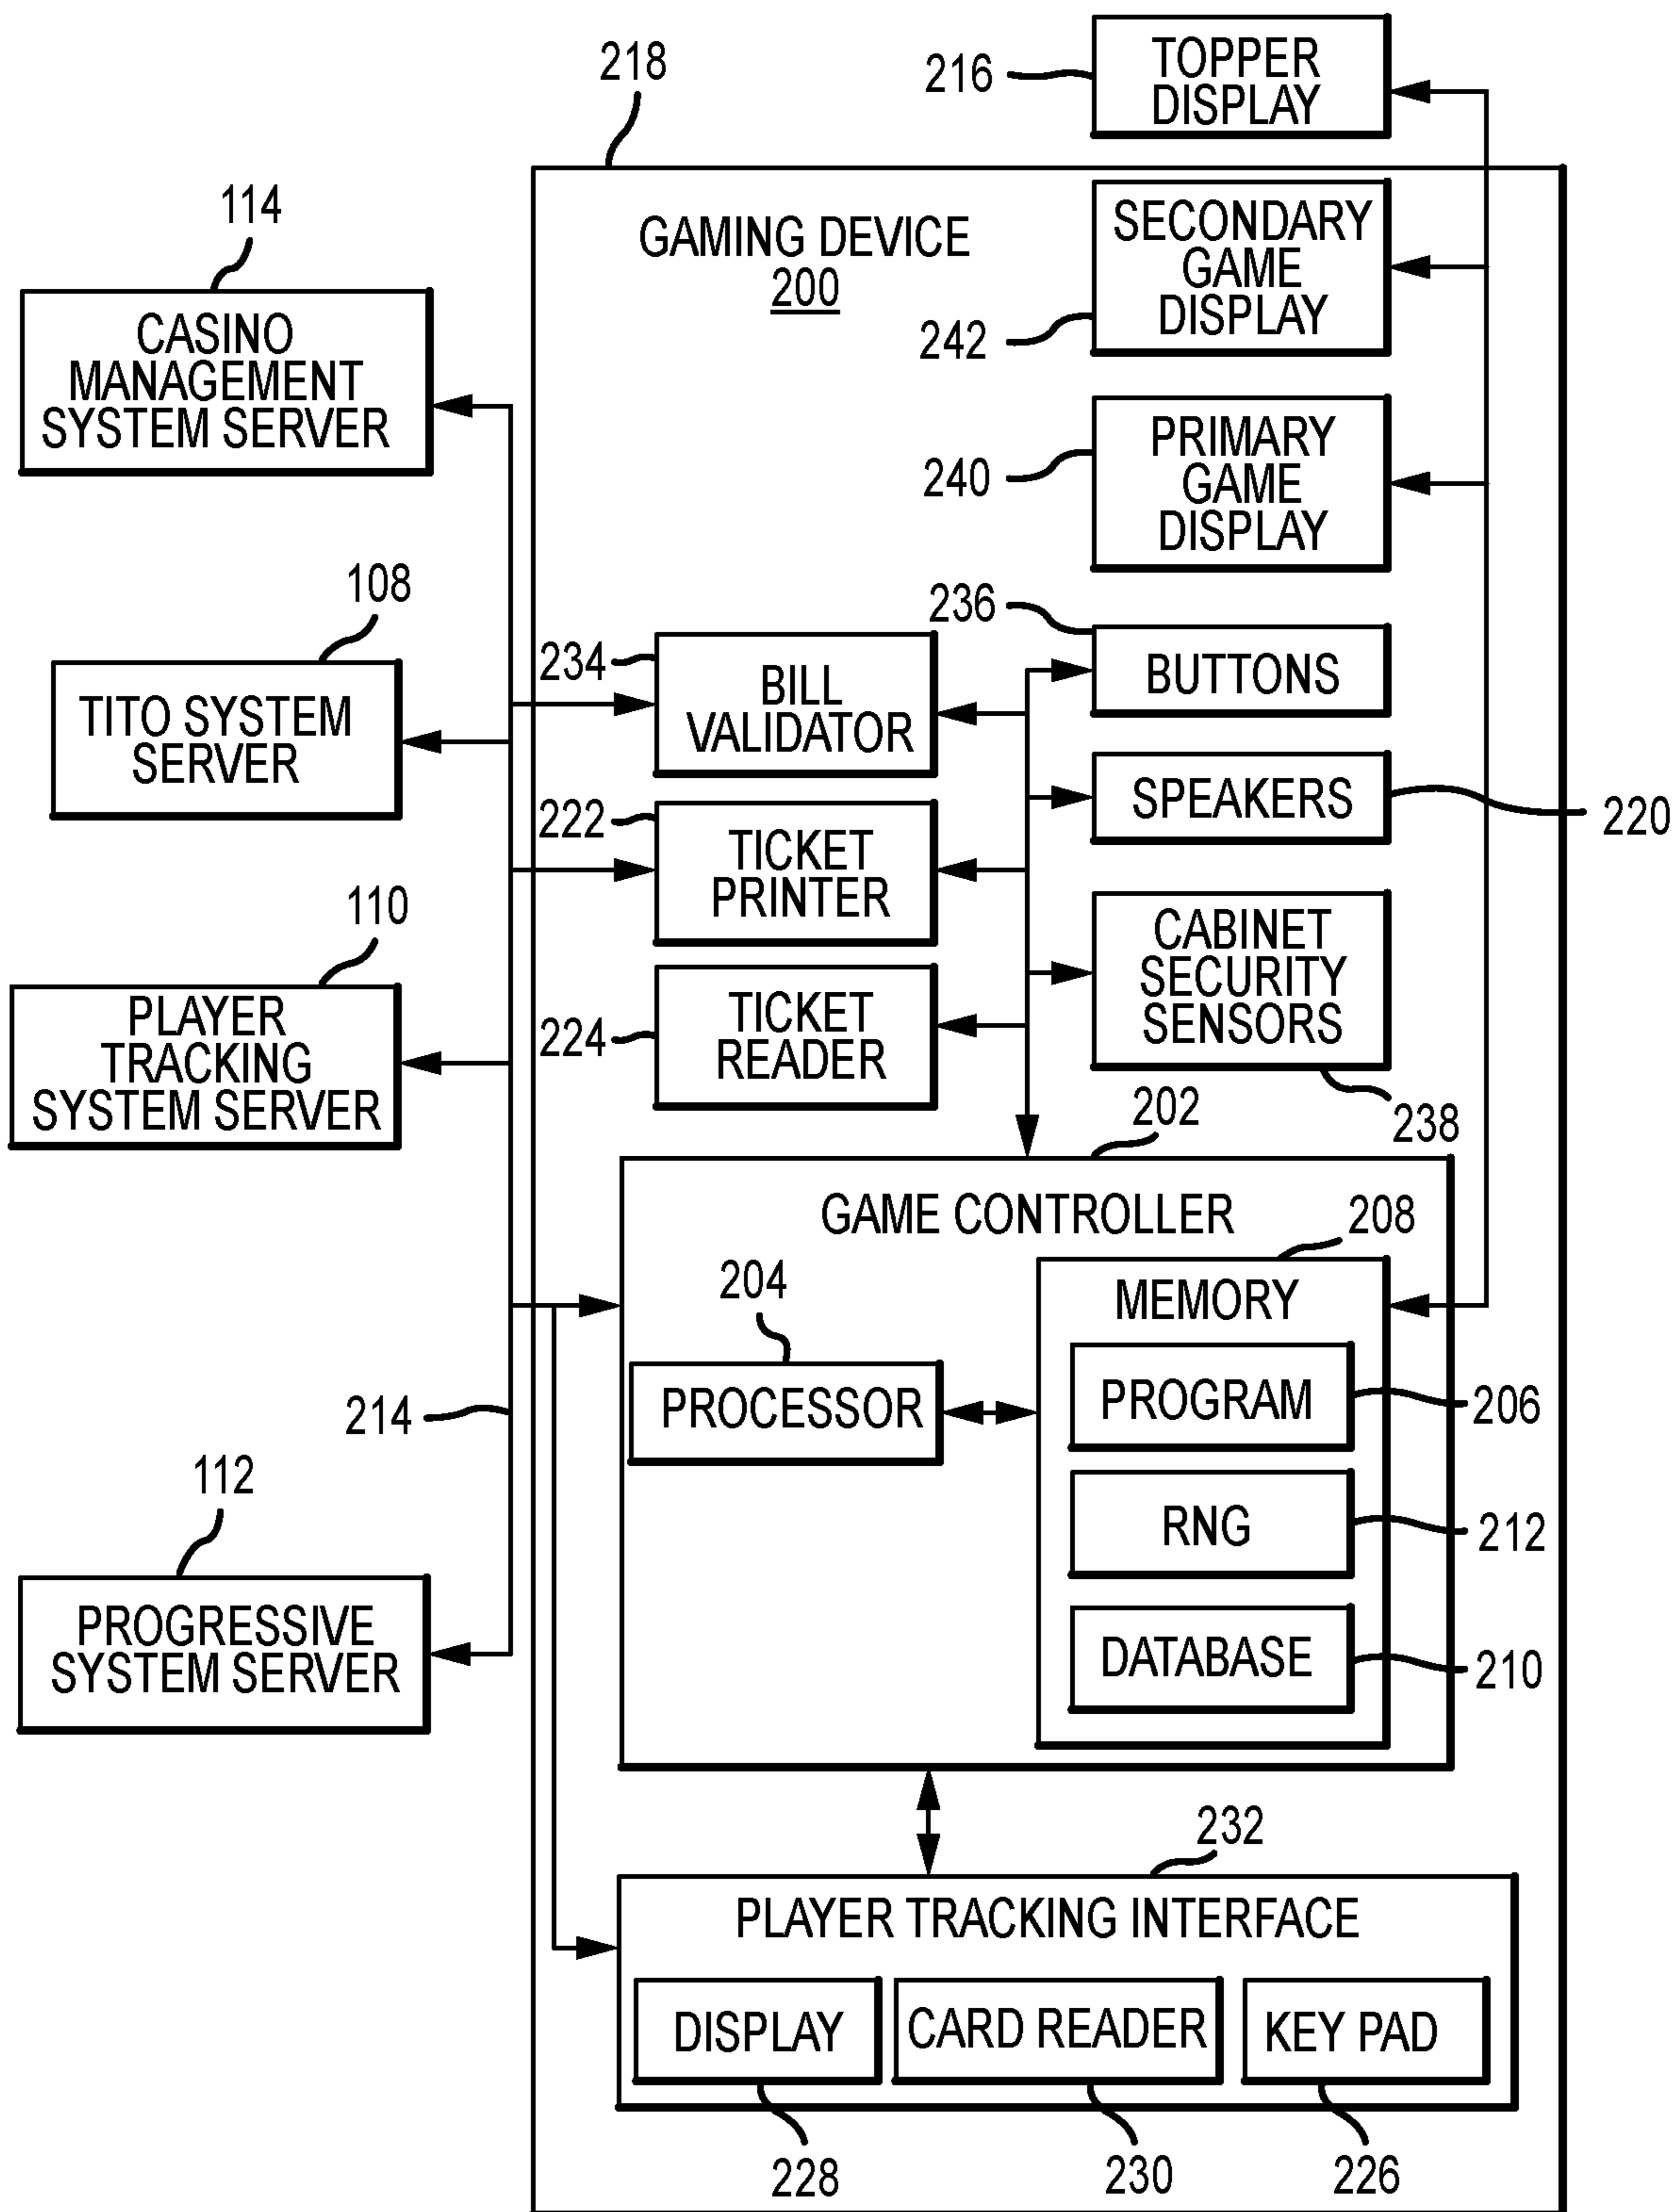 216
TOPPER
DISPLAY
218
GAMING DEVICE
200
SECONDARY
GAME
DISPLAY
242
114
CASINO
MANAGEMENT
SYSTEM SERVER
PRIMARY
GAME
DISPLAY
240
108
TITO SYSTEM
SERVER
234
BILL
VALIDATOR
236
BUTTONS
222
TICKET
PRINTER
SPEAKERS
220
110
PLAYER
TRACKING
SYSTEM SERVER
224
TICKET
READER
CABINET
SECURITY
SENSORS
238
202
GAME CONTROLLER
208
MEMORY
204
PROCESSOR
PROGRAM
206
RNG
212
DATABASE
210
214
112
PROGRESSIVE
SYSTEM SERVER
232
PLAYER TRACKING INTERFACE
DISPLAY
CARD READER
KEY PAD
228
230
226